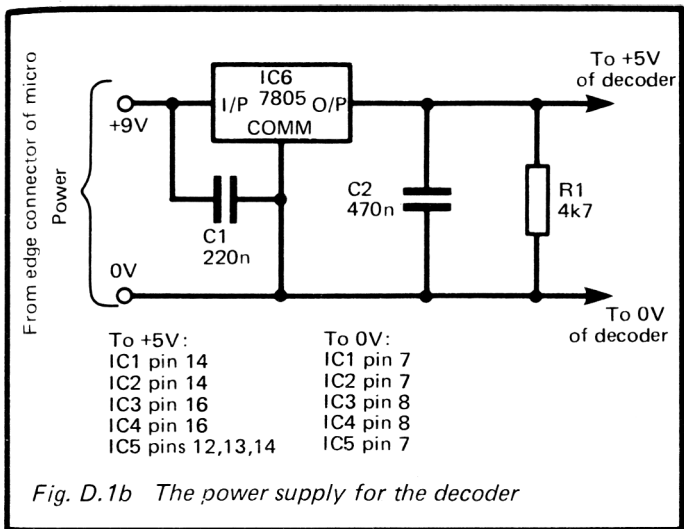 From edge connector of micro
Power
+9V
0V
IC6
I/P 7805 O/P
COMM
C1
220n
C2
470n
R1
4k7
To +5V
of decoder
To 0V
of decoder
To +5V:
IC1 pin 14
IC2 pin 14
IC3 pin 16
IC4 pin 16
IC5 pins 12,13,14
To 0V:
IC1 pin 7
IC2 pin 7
IC3 pin 8
IC4 pin 8
IC5 pin 7
Fig. D.1b The power supply for the decoder